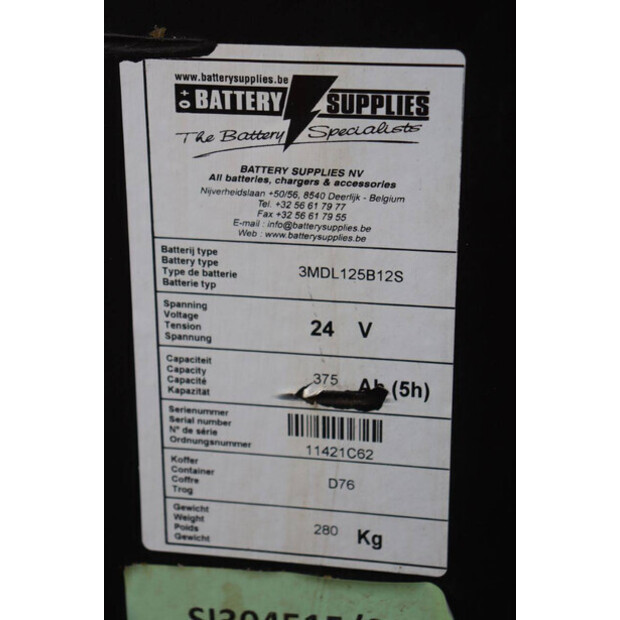 www.batterysupplies.be
BATTERY SUPPLIES
The Battery Specialists
BATTERY SUPPLIES NV
All batteries, chargers & accessories
Nijverheidslaan +50/56, 8540 Deerlijk - Belgium
Tel. +32 56 61 79 77
Fax +32 56 61 79 55
E-mail : info@batterysupplies.be
Web : www.batterysupplies.be
Batterij type
Battery type
Type de batterie
Batterie typ
3MDL125B12S
Spanning
Voltage
Tension
Spannung
24 V
Capaciteit
Capacity
Capacité
Kapazität
375 Ah (5h)
Serienummer
Serial number
N° de série
Ordnungsnummer
11421C62
Koffer
Container
Coffre
Trog
D76
Gewicht
Weight
Poids
Gewicht
280 Kg